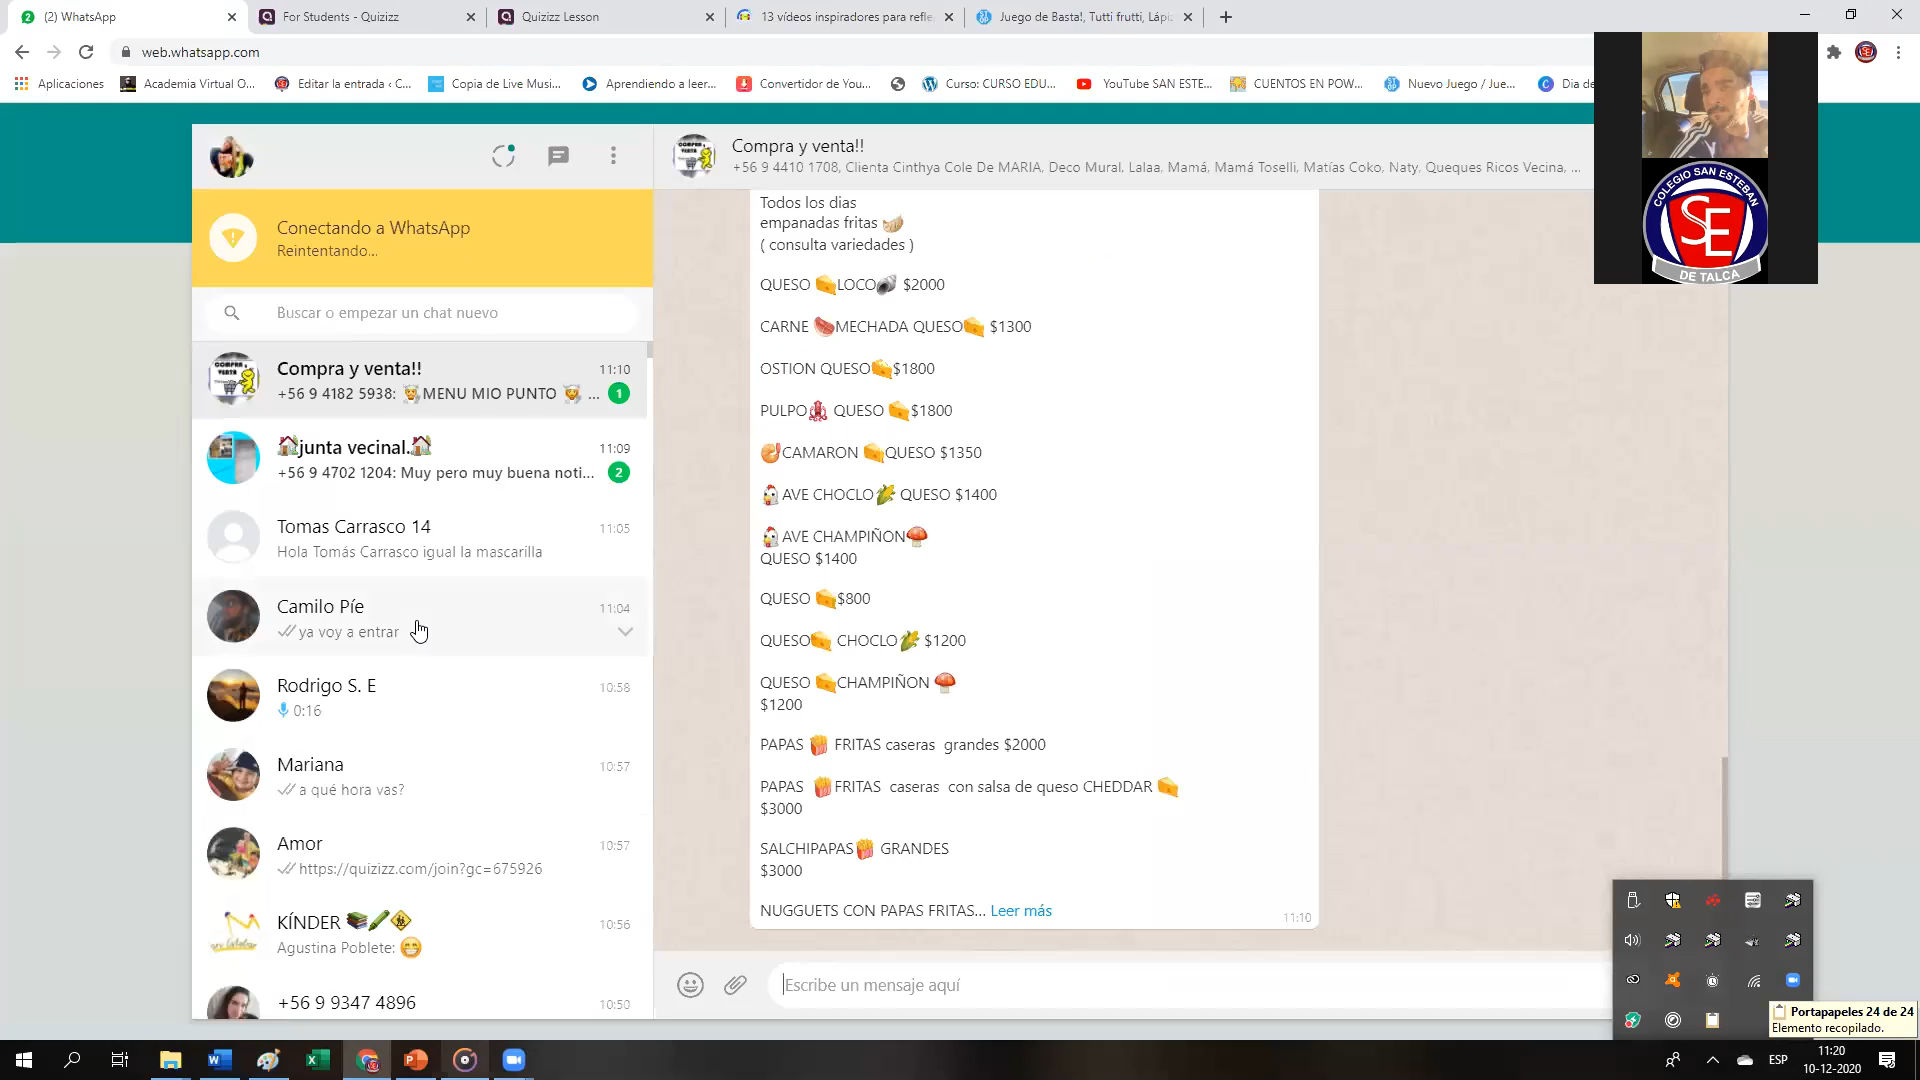 (2) WhatsApp
For Students - Quizizz
Quizizz Lesson
13 vídeos inspiradores para refle
Juego de Basta!, Tutti frutti, Lápi
web.whatsapp.com
Aplicaciones
Academia Virtual O...
Editar la entrada ‹ C...
Copia de Live Musi...
Aprendiendo a leer...
Convertidor de You...
Curso: CURSO EDU...
YouTube SAN ESTE...
CUENTOS EN POW...
Nuevo Juego / Jue...
Dia de
COLEGIO SAN ESTEBAN
SE
DE TALCA
Conectando a WhatsApp
Reintentando...
Buscar o empezar un chat nuevo
Compra y venta!!
11:10
+56 9 4182 5938: 👨‍🍳MENU MIO PUNTO 👨‍🍳 ...
1
🏠junta vecinal.🏠
11:09
+56 9 4702 1204: Muy pero muy buena noti...
2
Tomas Carrasco 14
11:05
Hola Tomás Carrasco igual la mascarilla
Camilo Píe
11:04
ya voy a entrar
Rodrigo S. E
10:58
0:16
Mariana
10:57
a qué hora vas?
Amor
10:57
https://quizizz.com/join?gc=675926
KÍNDER 📚🖍🚸
10:56
Agustina Poblete: 😁
+56 9 9347 4896
10:50
Compra y venta!!
+56 9 4410 1708, Clienta Cinthya Cole De MARIA, Deco Mural, Lalaa, Mamá, Mamá Toselli, Matías Coko, Naty, Queques Ricos Vecina, ...
Todos los dias
empanadas fritas 🥟
( consulta variedades )
QUESO 🧀LOCO🐚 $2000
CARNE 🥩MECHADA QUESO🧀 $1300
OSTION QUESO🧀$1800
PULPO🦑 QUESO 🧀$1800
🍤CAMARON 🧀QUESO $1350
🐔AVE CHOCLO🌽 QUESO $1400
🐔AVE CHAMPIÑON🍄
QUESO $1400
QUESO 🧀$800
QUESO🧀 CHOCLO🌽 $1200
QUESO 🧀CHAMPIÑON 🍄
$1200
PAPAS 🍟 FRITAS caseras grandes $2000
PAPAS 🍟FRITAS caseras con salsa de queso CHEDDAR 🧀
$3000
SALCHIPAPAS🍟 GRANDES
$3000
NUGGUETS CON PAPAS FRITAS... Leer más
11:10
Escribe un mensaje aquí
Portapapeles 24 de 24
Elemento recopilado.
ESP
11:20
10-12-2020